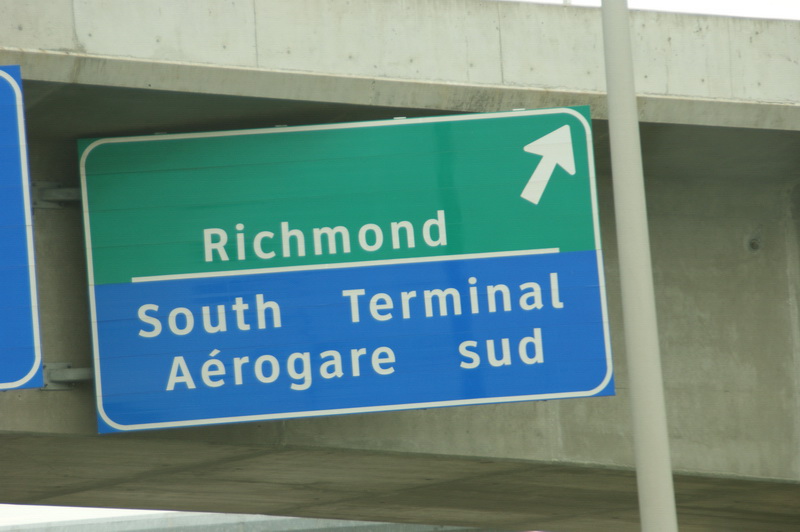 Richmond
South Terminal
Aérogare sud